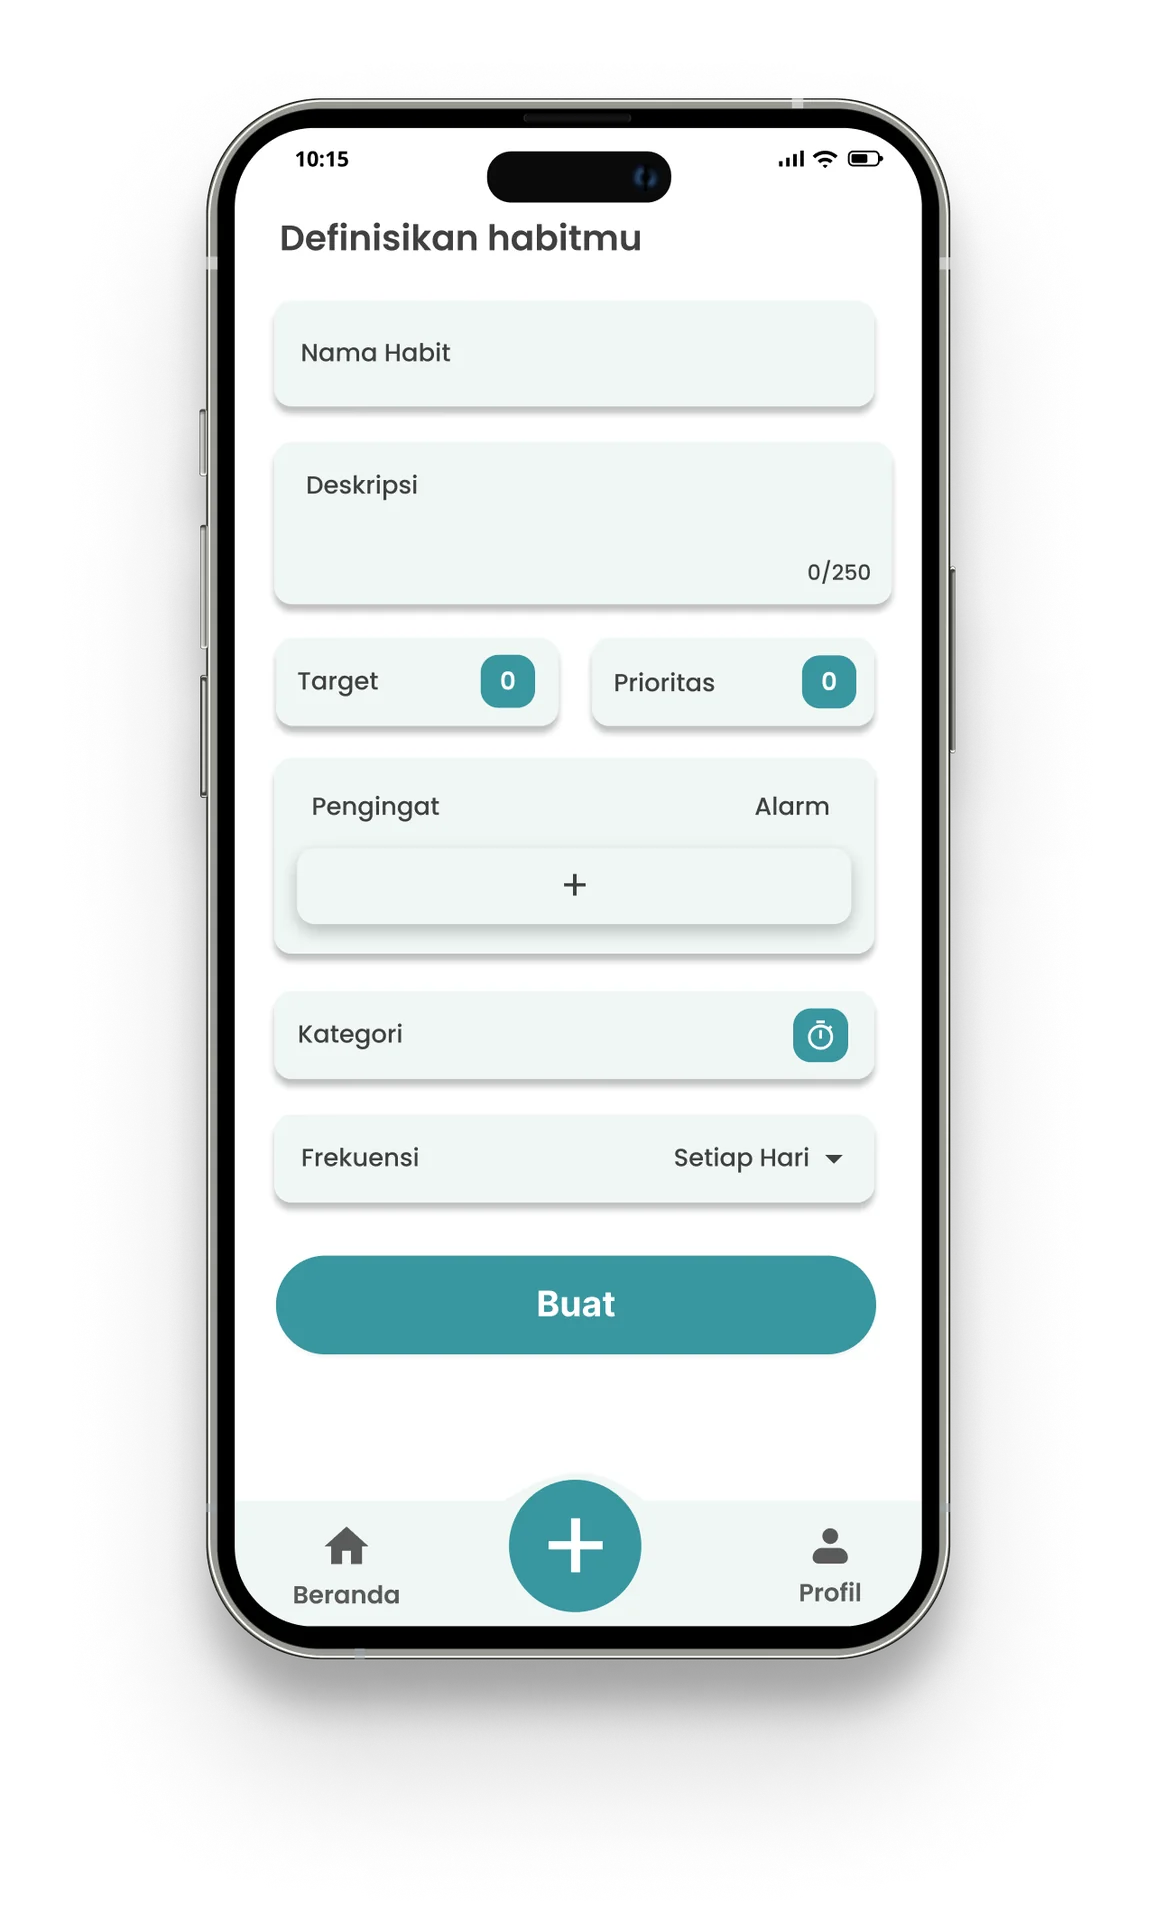 10:15
Definisikan habitmu
Nama Habit
Deskripsi
0/250
Target 0
Prioritas 0
Pengingat Alarm
+
Kategori
Frekuensi Setiap Hari
Buat
Beranda
Profil